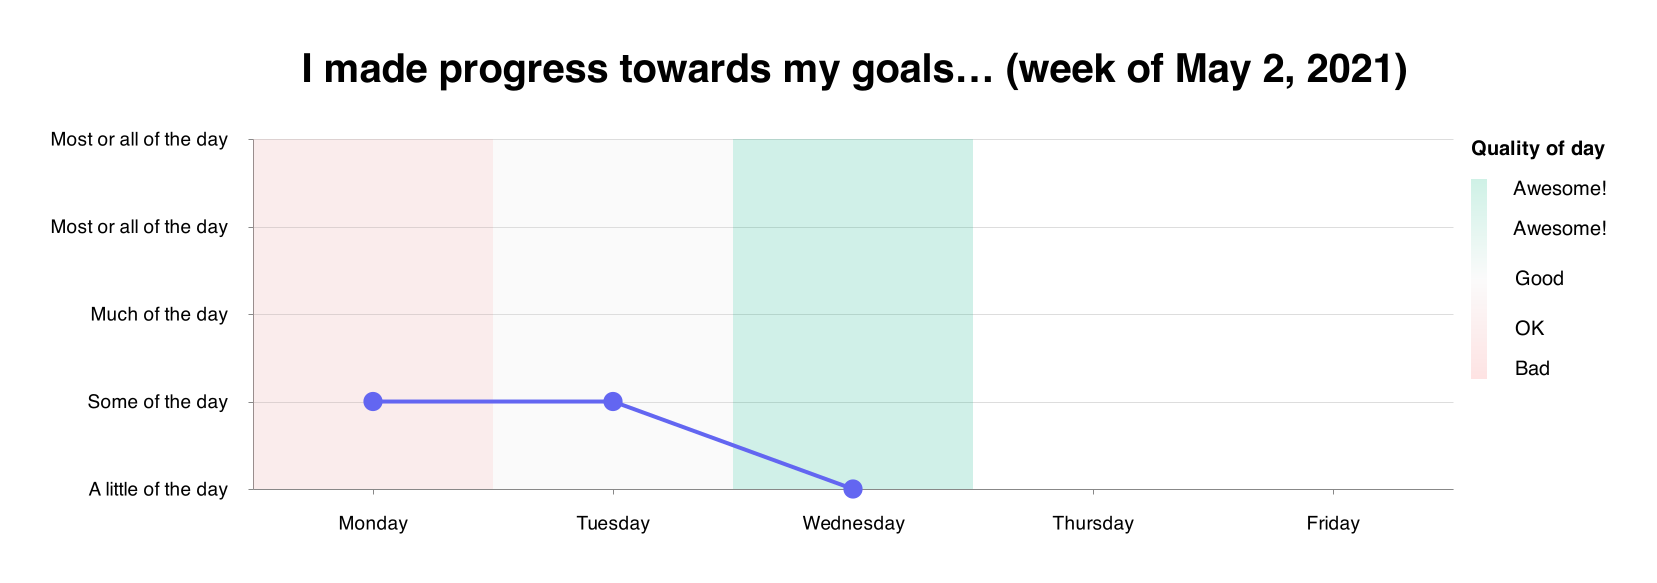 I made progress towards my goals… (week of May 2, 2021)
Most or all of the day
Most or all of the day
Much of the day
Some of the day
A little of the day
Monday
Tuesday
Wednesday
Thursday
Friday
Quality of day
Awesome!
Awesome!
Good
OK
Bad